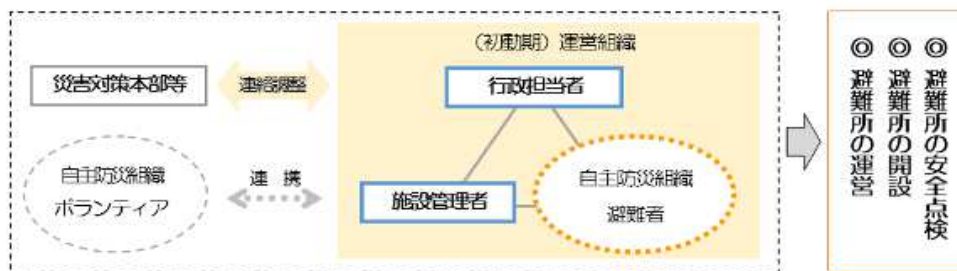 (初動期)運営組織
災害対策本部等
連絡調整
行政担当者
自主防災組織
ボランティア
連 携
施設管理者
自主防災組織
避難者
◎ 避難所の安全点検
◎ 避難所の開設
◎ 避難所の運営